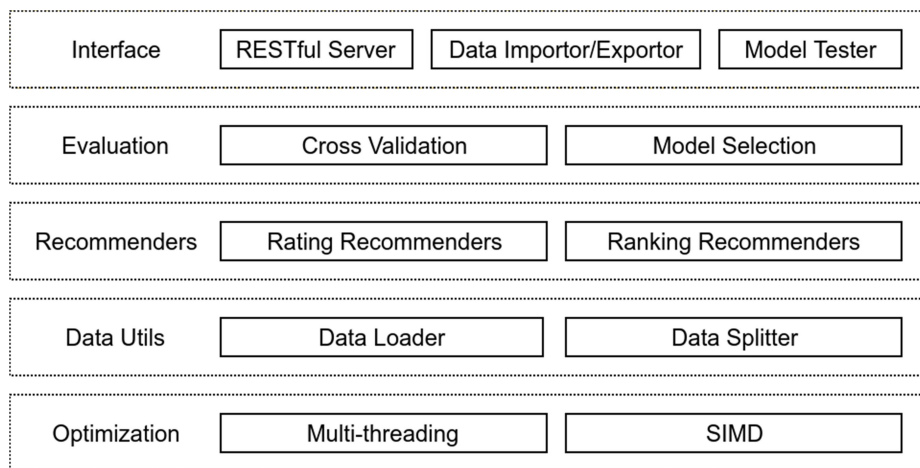 Interface
RESTful Server
Data Importor/Exportor
Model Tester
Evaluation
Cross Validation
Model Selection
Recommenders
Rating Recommenders
Ranking Recommenders
Data Utils
Data Loader
Data Splitter
Optimization
Multi-threading
SIMD